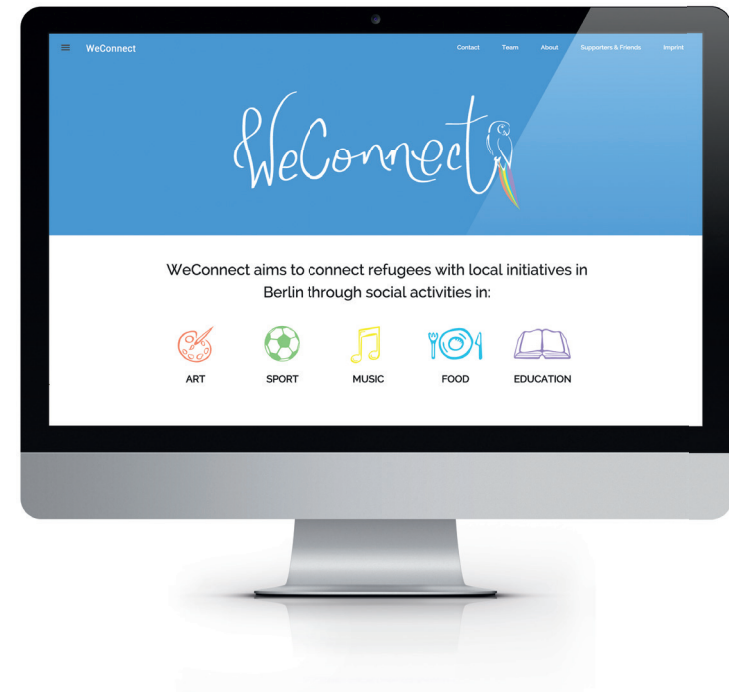 WeConnect
Contact Team About Supporters & Friends Imprint
WeConnect
WeConnect aims to connect refugees with local initiatives in
Berlin through social activities in:
ART SPORT MUSIC FOOD EDUCATION